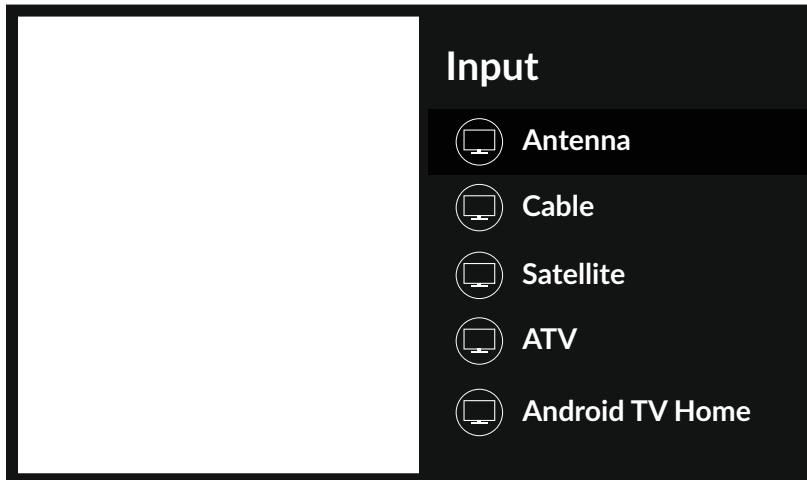 Input
Antenna
Cable
Satellite
ATV
Android TV Home